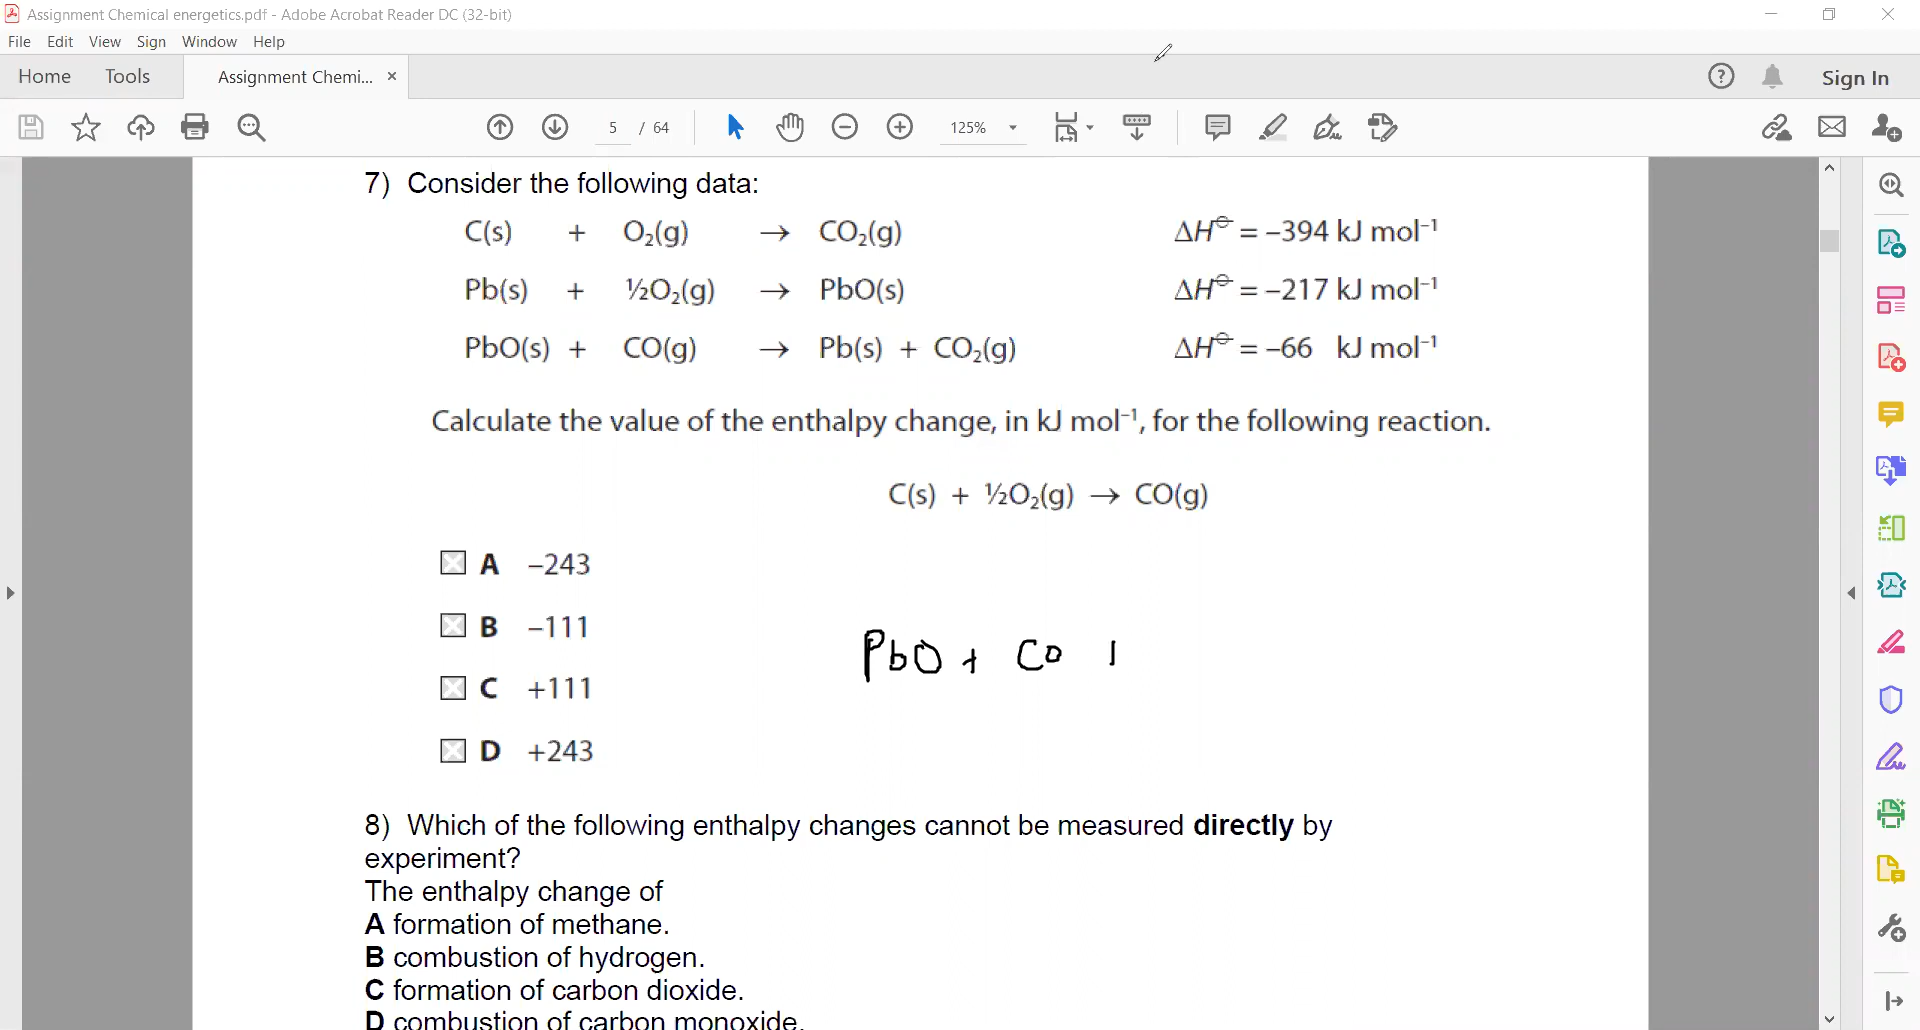 Assignment Chemical energetics.pdf - Adobe Acrobat Reader DC (32-bit)
File Edit View Sign Window Help
Home Tools Assignment Chemi... × Sign In
5 / 64 125%
7) Consider the following data:
C(s) + O₂(g) → CO₂(g) ΔH⦵ = –394 kJ mol⁻¹
Pb(s) + ½O₂(g) → PbO(s) ΔH⦵ = –217 kJ mol⁻¹
PbO(s) + CO(g) → Pb(s) + CO₂(g) ΔH⦵ = –66 kJ mol⁻¹
Calculate the value of the enthalpy change, in kJ mol⁻¹, for the following reaction.
C(s) + ½O₂(g) → CO(g)
A –243
B –111
C +111
D +243
PbO + CO I
8) Which of the following enthalpy changes cannot be measured directly by
experiment?
The enthalpy change of
A formation of methane.
B combustion of hydrogen.
C formation of carbon dioxide.
D combustion of carbon monoxide.